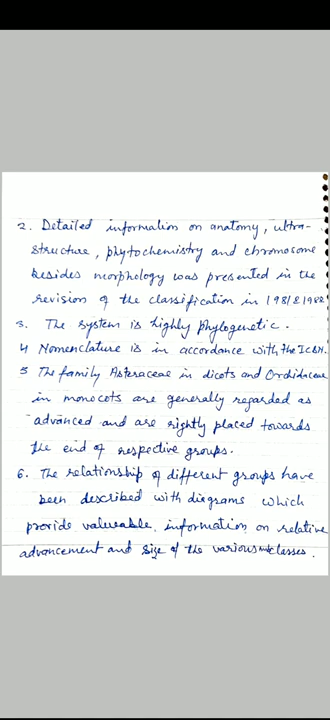 2. Detailed information on anatomy, ultra-
structure, phytochemistry and chromosome
besides morphology was presented in the
revision of the classification in 1981 & 1988
3. The system is highly phylogenetic.
4 Nomenclature is in accordance with the ICBN.
5 The family Asteraceae in dicots and Orchidaceae
in monocots are generally regarded as
advanced and are rightly placed towards
the end of respective groups.
6. The relationship of different groups have
been described with diagrams which
provide valueable information on relative
advancement and size of the various classes.